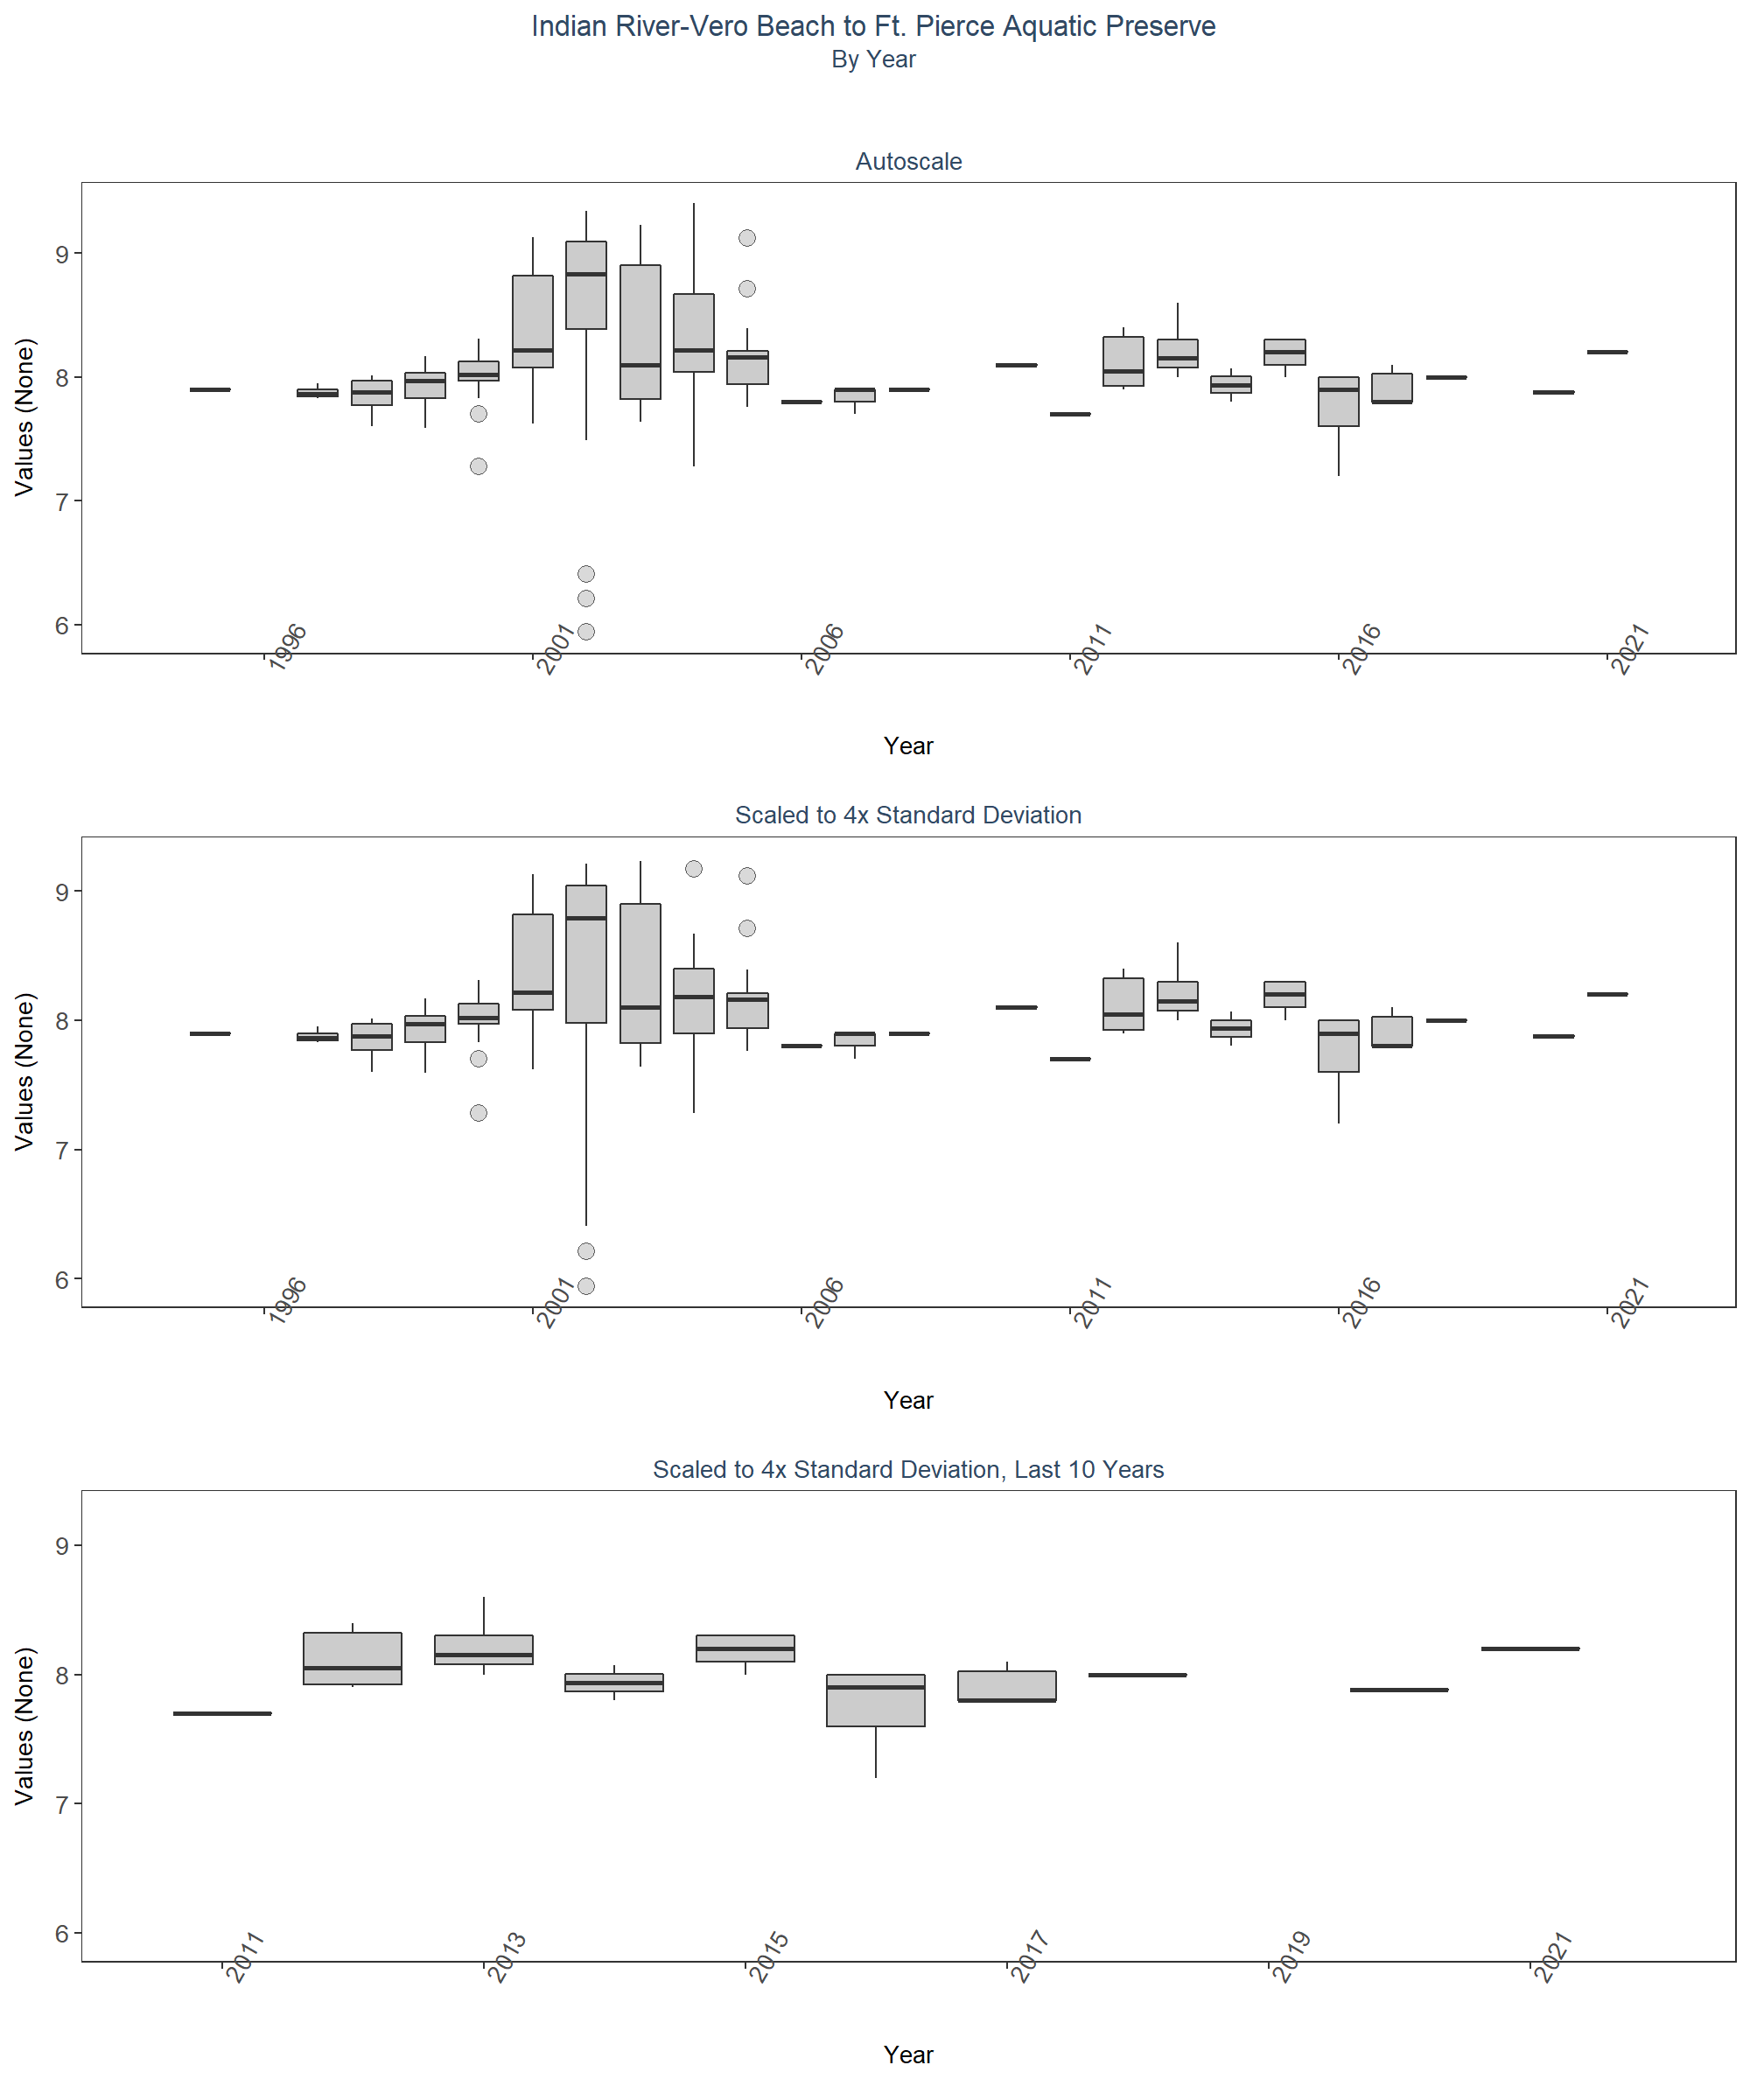 Indian River-Vero Beach to Ft. Pierce Aquatic Preserve
By Year
Autoscale
Values (None)
9
8
7
6
1996 2001 2006 2011 2016 2021
Year
Scaled to 4x Standard Deviation
Values (None)
9
8
7
6
1996 2001 2006 2011 2016 2021
Year
Scaled to 4x Standard Deviation, Last 10 Years
Values (None)
9
8
7
6
2011 2013 2015 2017 2019 2021
Year